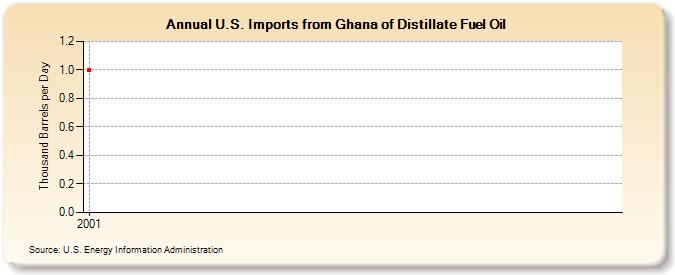 Annual U.S. Imports from Ghana of Distillate Fuel Oil
Thousand Barrels per Day
1.2
1.0
0.8
0.6
0.4
0.2
0.0
2001
Source: U.S. Energy Information Administration